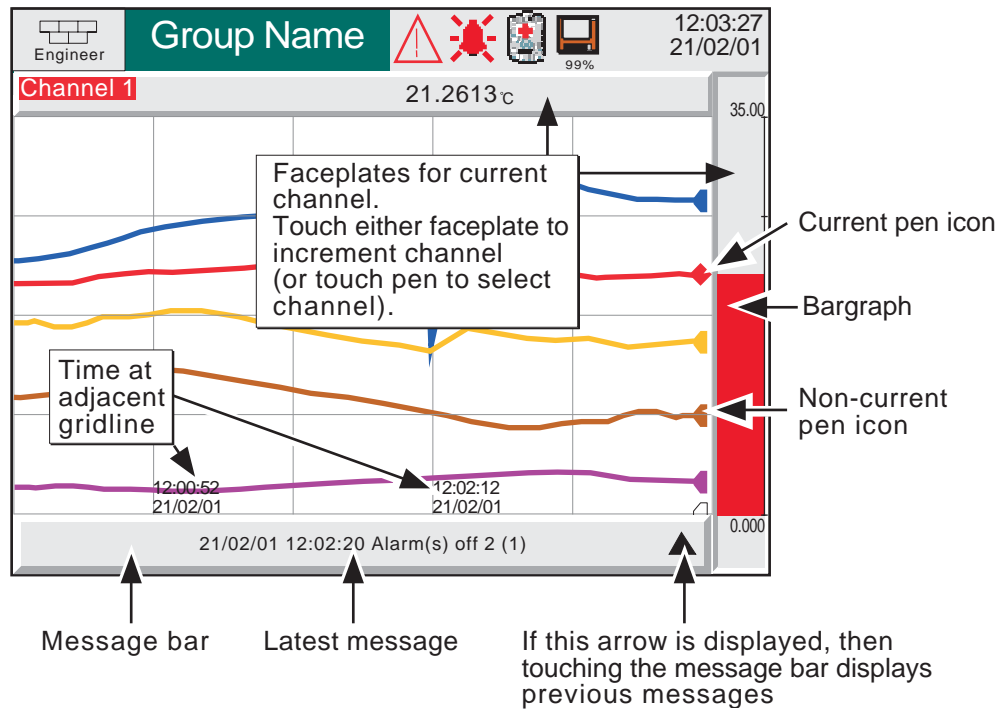 Engineer
Group Name
99%
12:03:27
21/02/01
Channel 1
21.2613 °C
35.00
Faceplates for current
channel.
Touch either faceplate to
increment channel
(or touch pen to select
channel).
Current pen icon
Bargraph
Time at
adjacent
gridline
Non-current
pen icon
12:00:52
21/02/01
12:02:12
21/02/01
0.000
21/02/01 12:02:20 Alarm(s) off 2 (1)
Message bar
Latest message
If this arrow is displayed, then
touching the message bar displays
previous messages